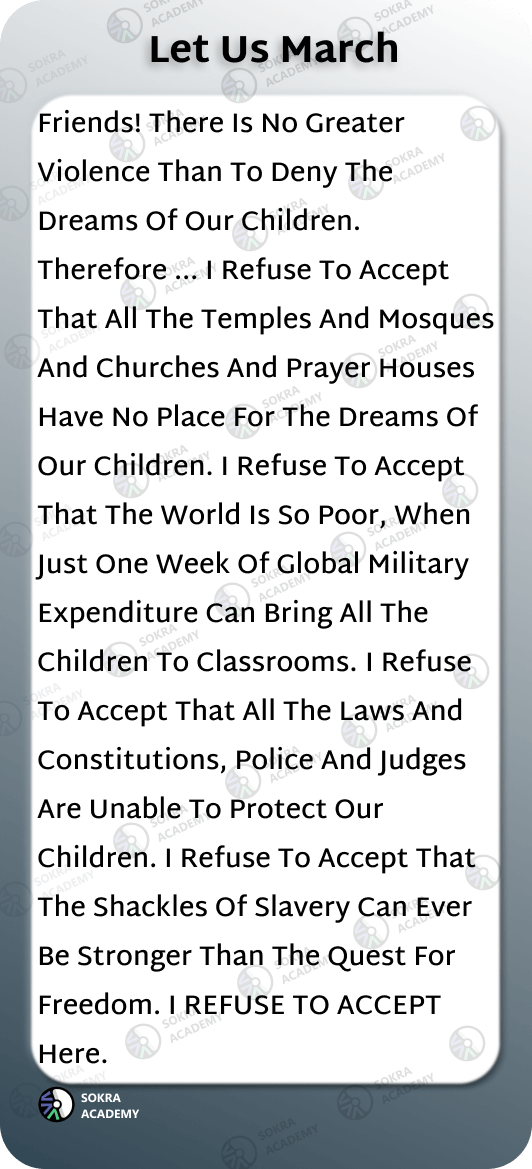 Let Us March
Friends! There Is No Greater
Violence Than To Deny The
Dreams Of Our Children.
Therefore ... I Refuse To Accept
That All The Temples And Mosques
And Churches And Prayer Houses
Have No Place For The Dreams Of
Our Children. I Refuse To Accept
That The World Is So Poor, When
Just One Week Of Global Military
Expenditure Can Bring All The
Children To Classrooms. I Refuse
To Accept That All The Laws And
Constitutions, Police And Judges
Are Unable To Protect Our
Children. I Refuse To Accept That
The Shackles Of Slavery Can Ever
Be Stronger Than The Quest For
Freedom. I REFUSE TO ACCEPT
Here.
SOKRA
ACADEMY